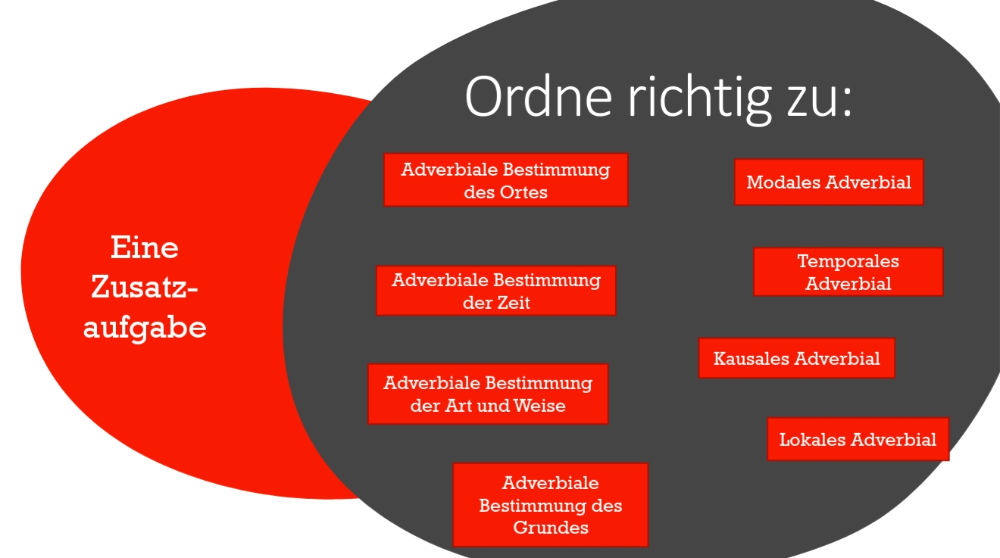 Eine
Zusatz-
aufgabe
Ordne richtig zu:
Adverbiale Bestimmung
des Ortes
Adverbiale Bestimmung
der Zeit
Adverbiale Bestimmung
der Art und Weise
Adverbiale
Bestimmung des
Grundes
Modales Adverbial
Temporales
Adverbial
Kausales Adverbial
Lokales Adverbial